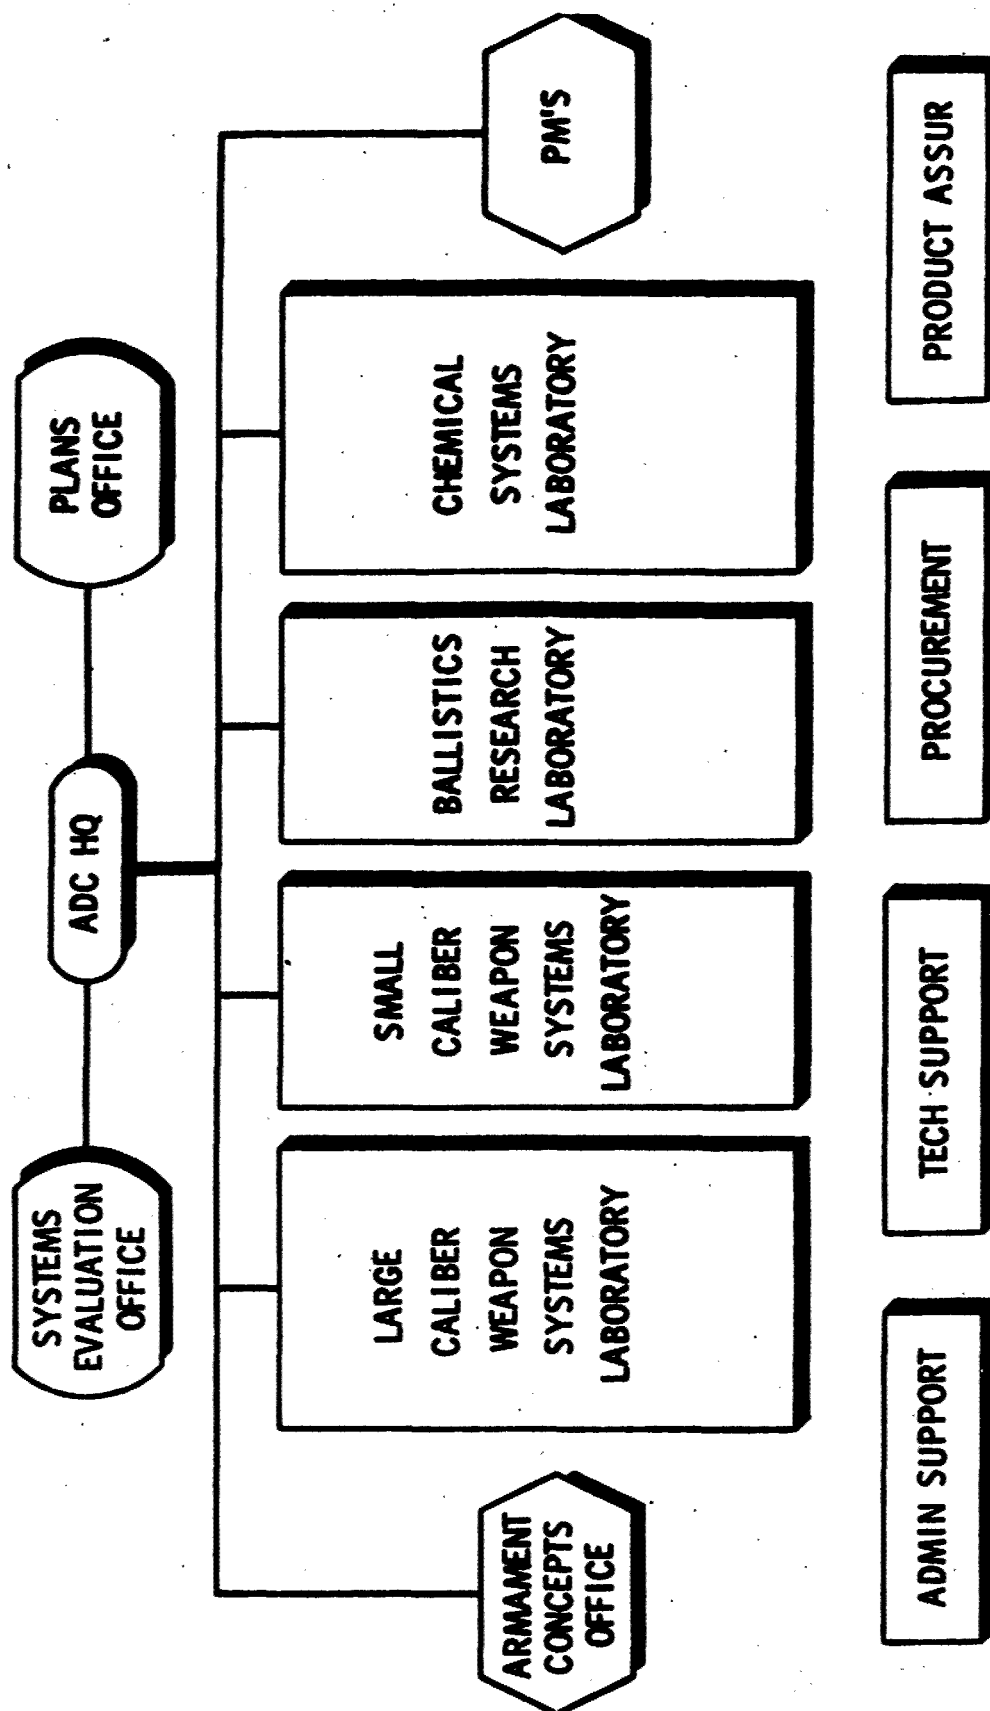 SYSTEMS
EVALUATION
OFFICE
ADC HQ
PLANS
OFFICE
ARMAMENT
CONCEPTS
OFFICE
LARGE
CALIBER
WEAPON
SYSTEMS
LABORATORY
SMALL
CALIBER
WEAPON
SYSTEMS
LABORATORY
BALLISTICS
RESEARCH
LABORATORY
CHEMICAL
SYSTEMS
LABORATORY
PM'S
ADMIN SUPPORT
TECH SUPPORT
PROCUREMENT
PRODUCT ASSUR